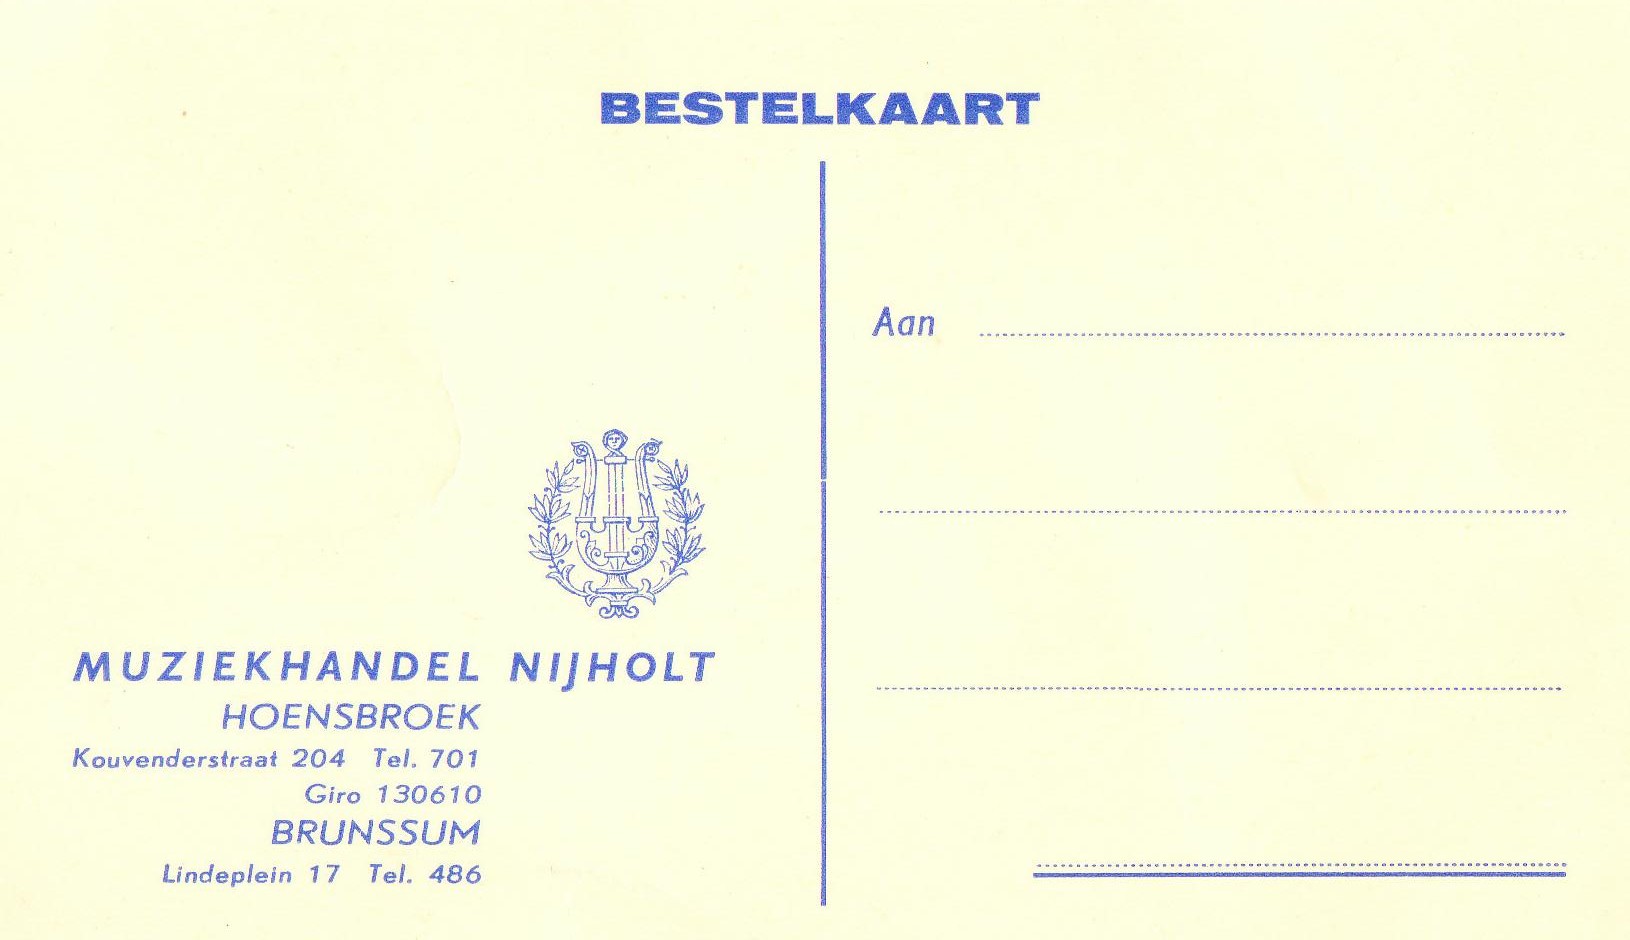 BESTELKAART
MUZIEKHANDEL NIJHOLT
HOENSBROEK
Kouvenderstraat 204 Tel. 701
Giro 130610
BRUNSSUM
Lindeplein 17 Tel. 486
Aan